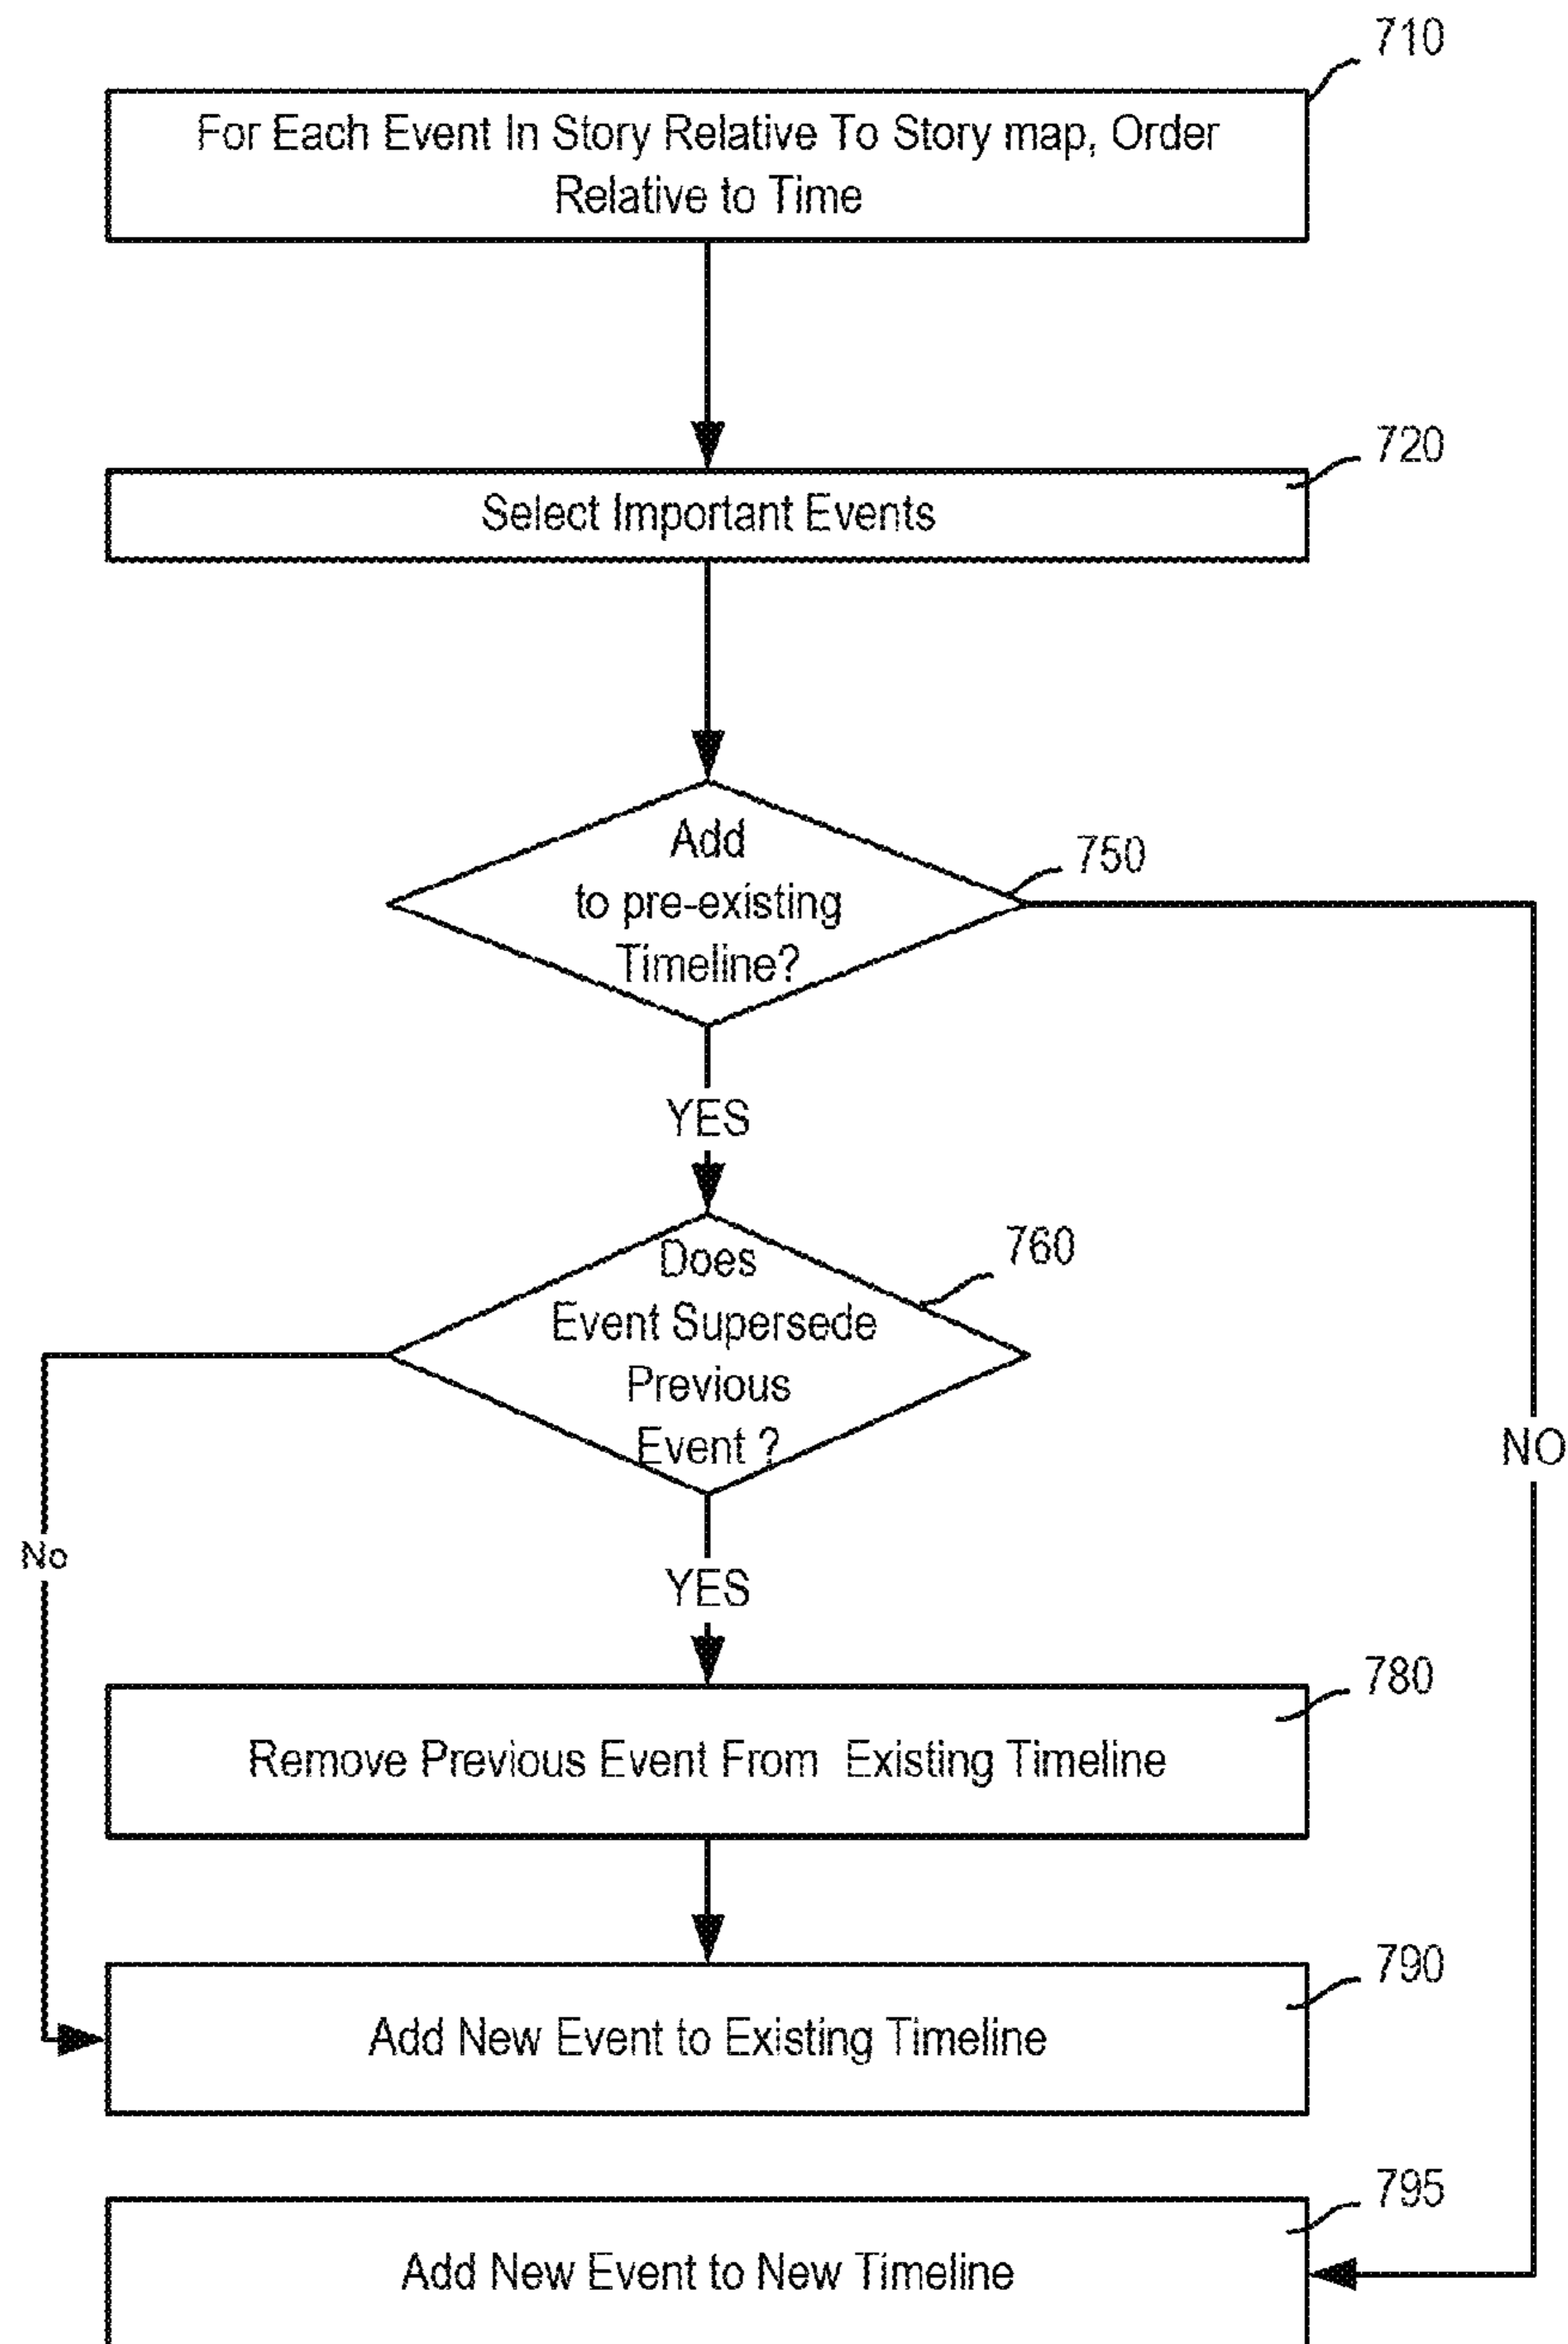 710
For Each Event In Story Relative To Story map, Order
Relative to Time
720
Select Important Events
750
Add
to pre-existing
Timeline?
YES
760
Does
Event Supersede
Previous
Event ?
NO
No
YES
780
Remove Previous Event From Existing Timeline
790
Add New Event to Existing Timeline
795
Add New Event to New Timeline